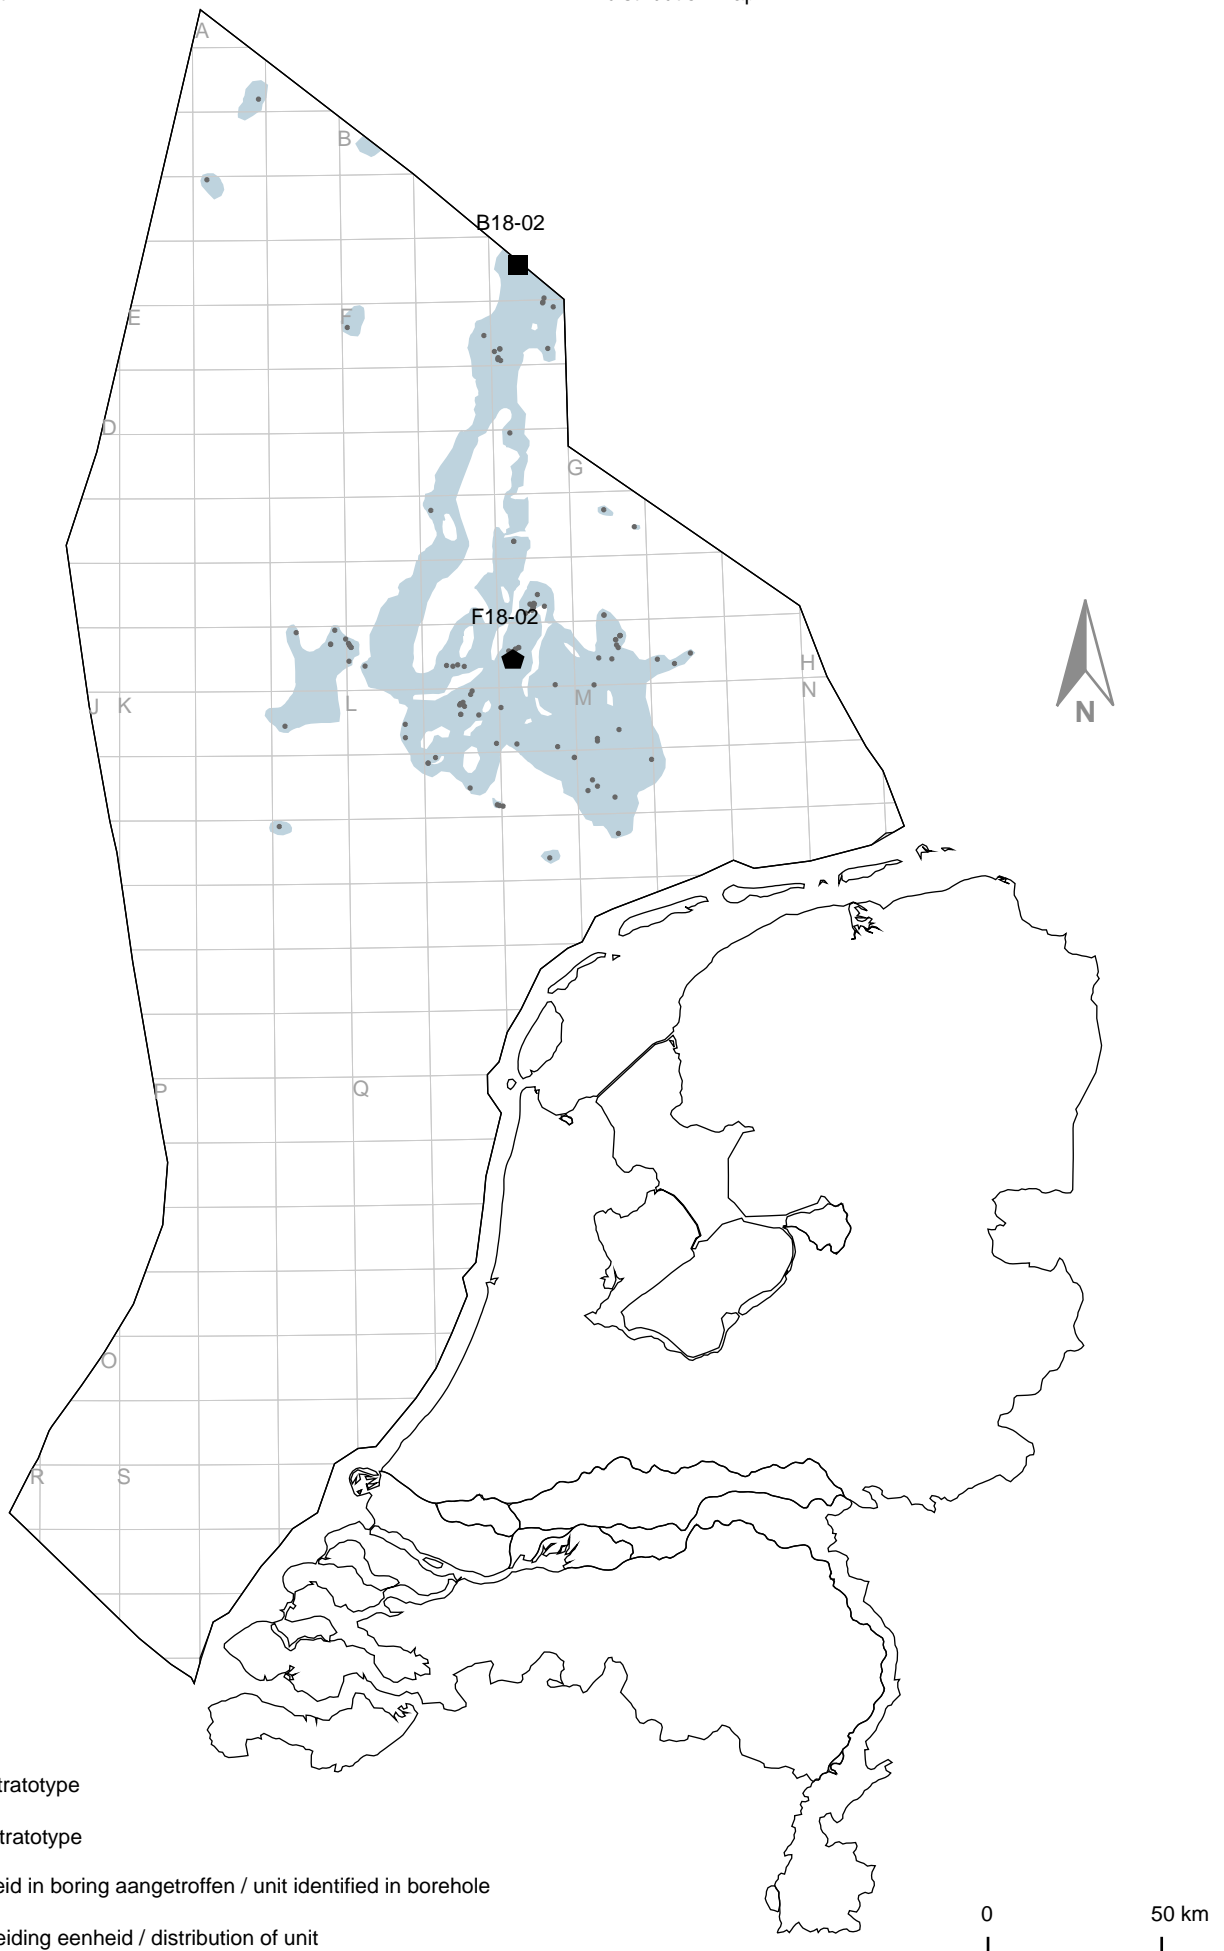 A
B
B18-02
E
F
D
G
F18-02
H
N
J
K
L
M
N
P
Q
O
R
S
tratotype
tratotype
eid in boring aangetroffen / unit identified in borehole
eiding eenheid / distribution of unit
0
50 km